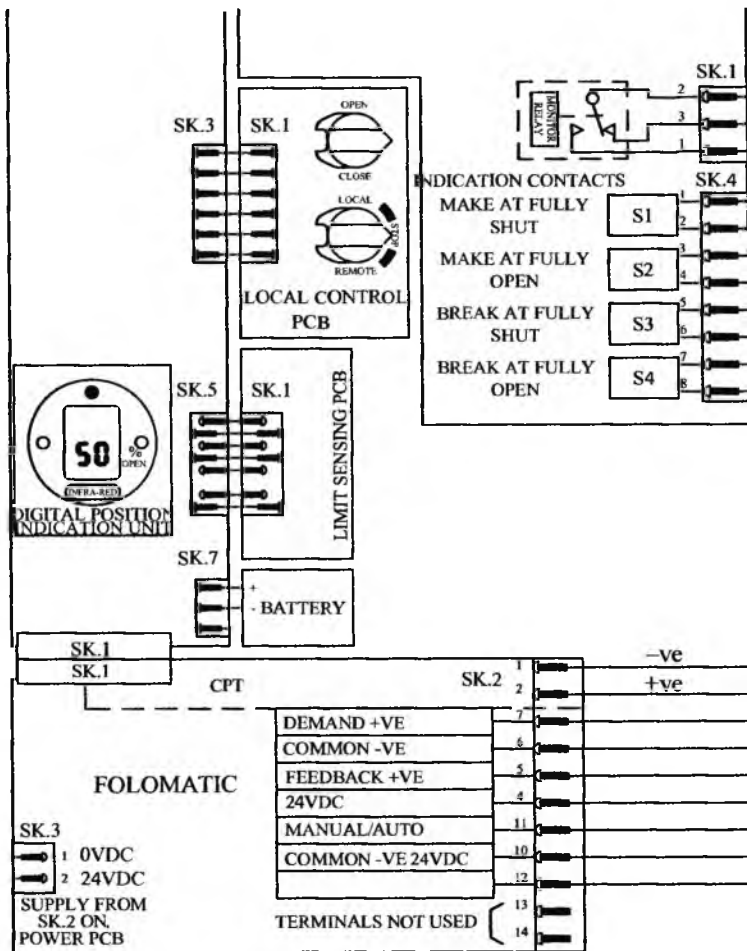 SK.1
2
3
1
MONITOR
RELAY
SK.3
SK.1
OPEN
CLOSE
LOCAL
STOP
REMOTE
LOCAL CONTROL
PCB
INDICATION CONTACTS
SK.4
MAKE AT FULLY
SHUT
S1
1
2
MAKE AT FULLY
OPEN
S2
3
4
BREAK AT FULLY
SHUT
S3
5
6
BREAK AT FULLY
OPEN
S4
7
8
SK.5
SK.1
LIMIT SENSING PCB
50
%
OPEN
INFRA-RED
DIGITAL POSITION
INDICATION UNIT
SK.7
+
- BATTERY
SK.1
SK.1
CPT
SK.2
1
-ve
2
+ve
DEMAND +VE
7
COMMON -VE
6
FEEDBACK +VE
5
24VDC
4
MANUAL/AUTO
11
COMMON -VE 24VDC
10
12
TERMINALS NOT USED
13
14
FOLOMATIC
SK.3
1 0VDC
2 24VDC
SUPPLY FROM
SK.2 ON,
POWER PCB